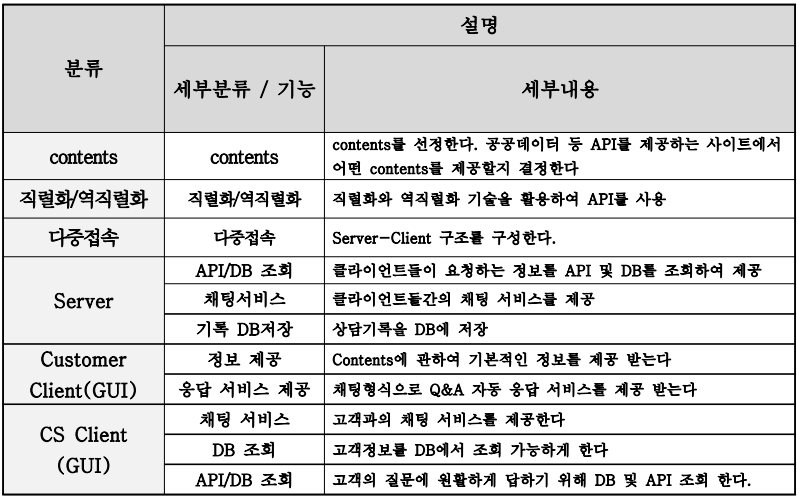 분류
설명
세부분류 / 기능
세부내용
contents
contents
contents를 선정한다. 공공데이터 등 API를 제공하는 사이트에서
어떤 contents를 제공할지 결정한다
직렬화/역직렬화
직렬화/역직렬화
직렬화와 역직렬화 기술을 활용하여 API를 사용
다중접속
다중접속
Server-Client 구조를 구성한다.
Server
API/DB 조회
클라이언트들이 요청하는 정보를 API 및 DB를 조회하여 제공
채팅서비스
클라이언트들간의 채팅 서비스를 제공
기록 DB저장
상담기록을 DB에 저장
Customer
Client(GUI)
정보 제공
Contents에 관하여 기본적인 정보를 제공 받는다
응답 서비스 제공
채팅형식으로 Q&A 자동 응답 서비스를 제공 받는다
CS Client
(GUI)
채팅 서비스
고객과의 채팅 서비스를 제공한다
DB 조회
고객정보를 DB에서 조회 가능하게 한다
API/DB 조회
고객의 질문에 원활하게 답하기 위해 DB 및 API 조회 한다.